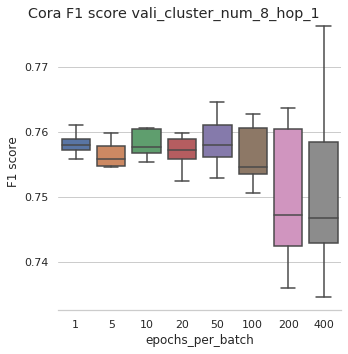 Cora F1 score vali_cluster_num_8_hop_1
0.77
0.76
0.75
0.74
F1 score
1 5 10 20 50 100 200 400
epochs_per_batch